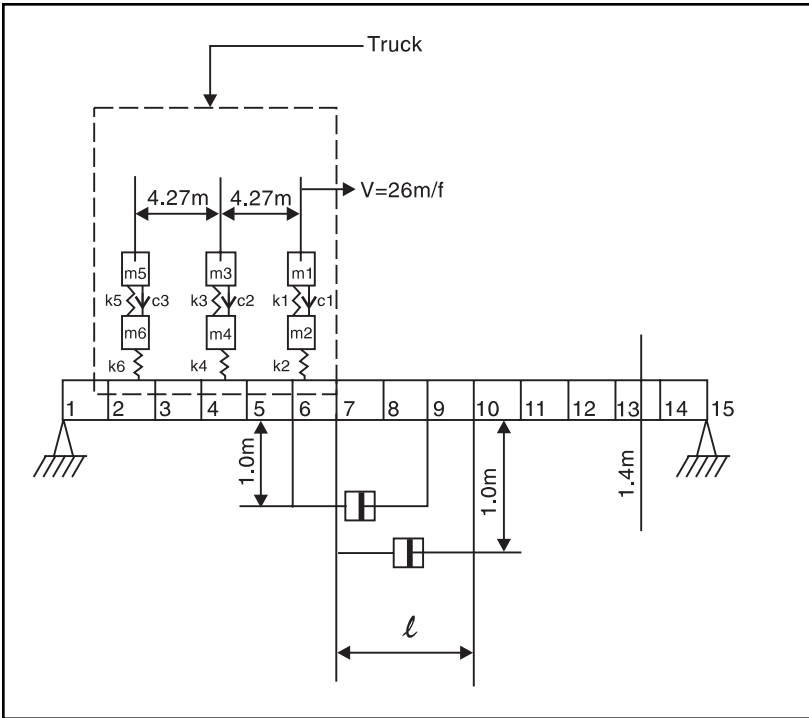 Truck
4.27m 4.27m V=26m/f
m5 m3 m1
k5 c3 k3 c2 k1 c1
m6 m4 m2
k6 k4 k2
1 2 3 4 5 6 7 8 9 10 11 12 13 14 15
1.0m
1.0m
1.4m
ℓ